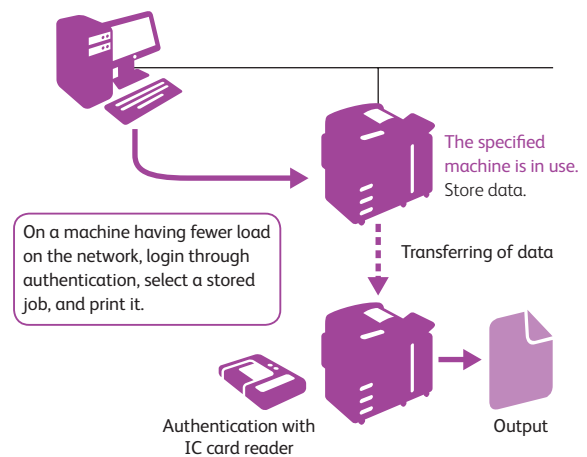 The specified
machine is in use.
Store data.
On a machine having fewer load
on the network, login through
authentication, select a stored
job, and print it.
Transferring of data
Authentication with
IC card reader
Output